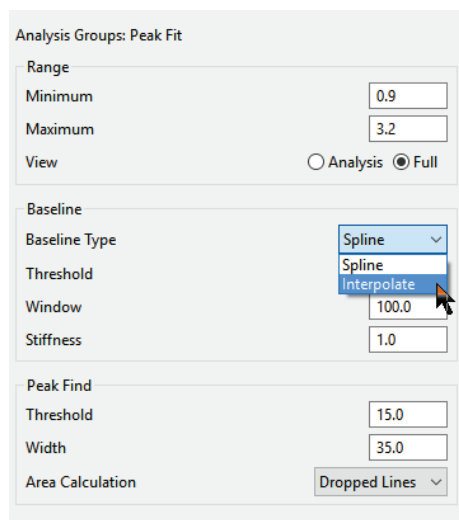 Analysis Groups: Peak Fit
Range
Minimum 0.9
Maximum 3.2
View Analysis Full
Baseline
Baseline Type Spline
Spline
Threshold
Interpolate
Window 100.0
Stiffness 1.0
Peak Find
Threshold 15.0
Width 35.0
Area Calculation Dropped Lines